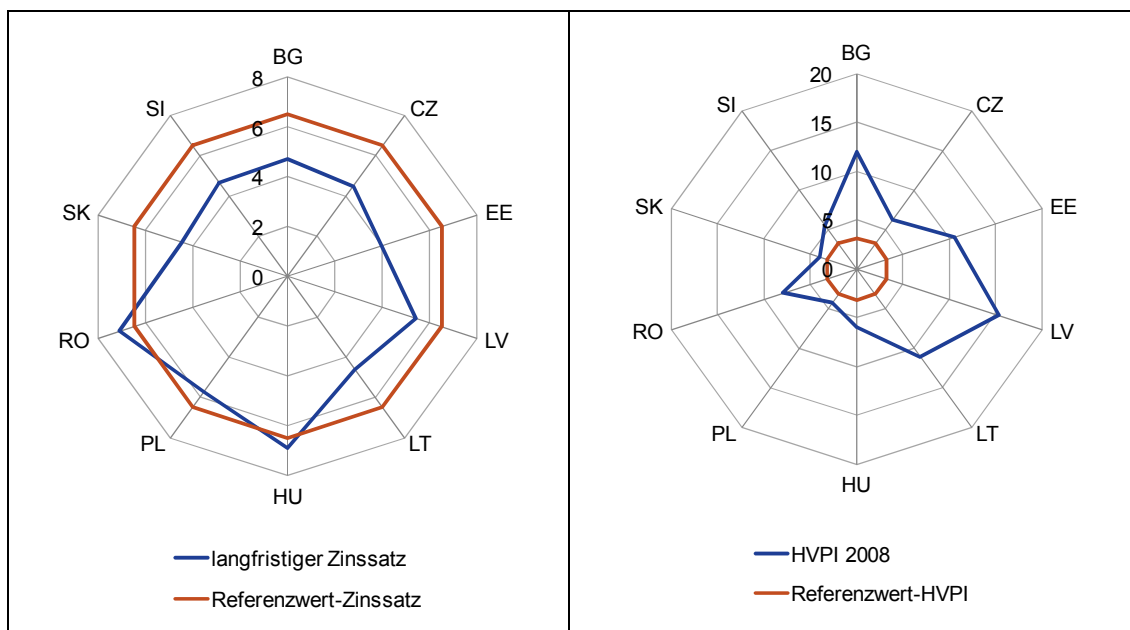 BG
8
SI
CZ
6
4
SK
EE
2
0
RO
LV
PL
LT
HU
langfristiger Zinssatz
Referenzwert-Zinssatz
BG
20
SI
CZ
15
10
SK
EE
5
0
RO
LV
PL
LT
HU
HVPI 2008
Referenzwert-HVPI